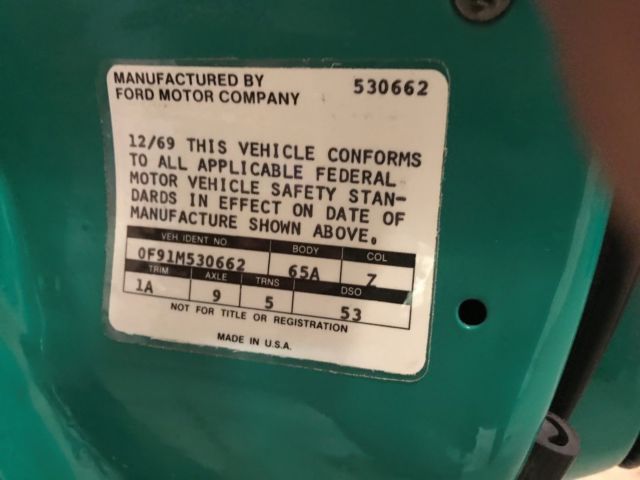 MANUFACTURED BY
FORD MOTOR COMPANY
530662
12/69 THIS VEHICLE CONFORMS
TO ALL APPLICABLE FEDERAL
MOTOR VEHICLE SAFETY STAN-
DARDS IN EFFECT ON DATE OF
MANUFACTURE SHOWN ABOVE.
VEH IDENT NO BODY COL
0F91M530662 65A Z
TRIM AXLE TRNS DSO
1A 9 5 53
NOT FOR TITLE OR REGISTRATION
MADE IN U.S.A.